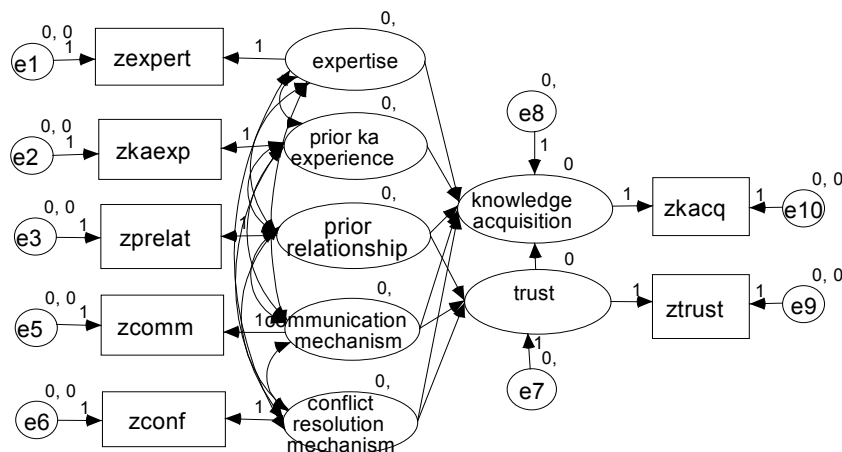 0, 0
1
e1
zexpert
1
0,
expertise
0, 0
1
e2
zkaexp
1
0,
prior ka
experience
0, 0
1
e3
zprelat
1
0,
prior
relationship
0, 0
1
e5
zcomm
1
0,
communication
mechanism
0, 0
1
e6
zconf
1
0,
conflict
resolution
mechanism
0,
e8
1
0
knowledge
acquisition
1
zkacq
1
0, 0
e10
0
trust
1
ztrust
1
0, 0
e9
1
0,
e7